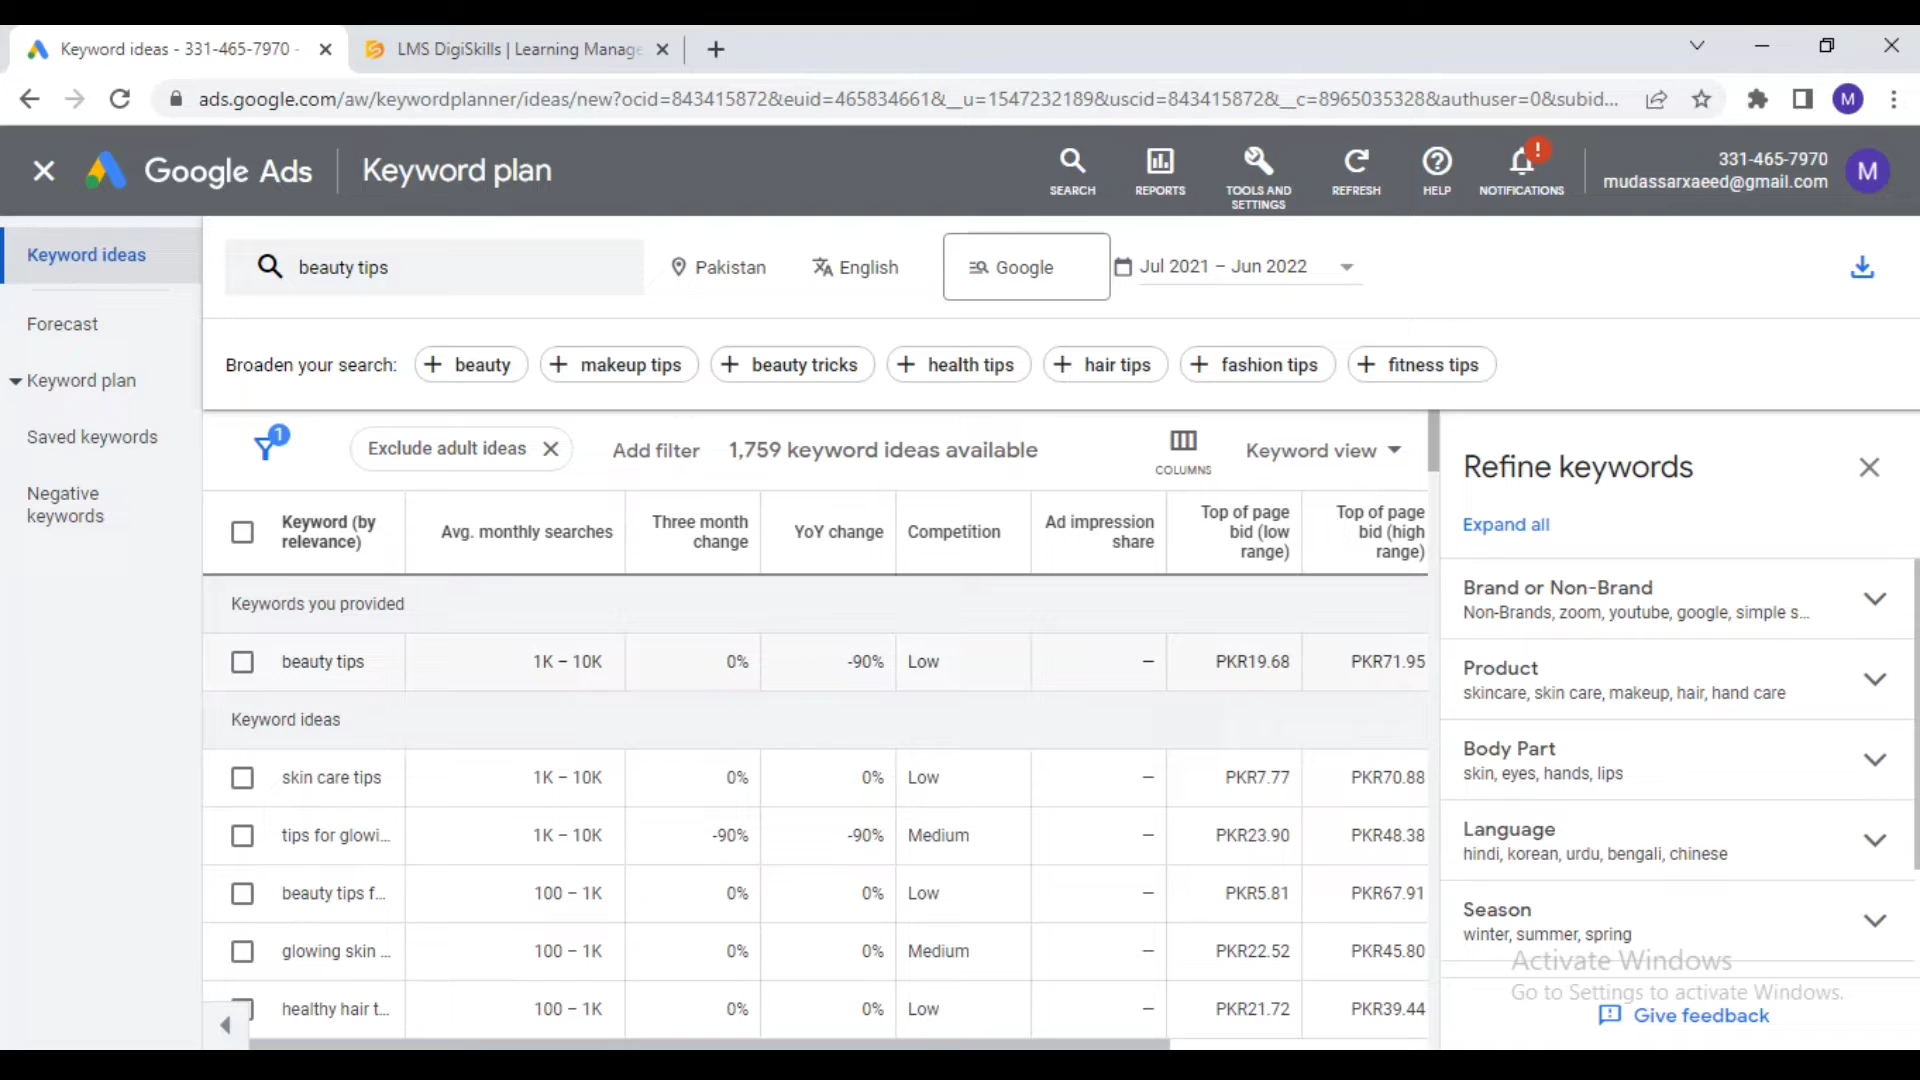 Keyword ideas - 331-465-7970 -
LMS DigiSkills | Learning Manage
ads.google.com/aw/keywordplanner/ideas/new?ocid=843415872&euid=465834661&__u=1547232189&uscid=843415872&__c=8965035328&authuser=0&subid...
M
Google Ads
Keyword plan
SEARCH
REPORTS
TOOLS AND
SETTINGS
REFRESH
HELP
!
NOTIFICATIONS
331-465-7970
mudassarxaeed@gmail.com
M
Keyword ideas
Forecast
Keyword plan
Saved keywords
Negative
keywords
beauty tips
Pakistan
English
Google
Jul 2021 – Jun 2022
Broaden your search:
beauty
makeup tips
beauty tricks
health tips
hair tips
fashion tips
fitness tips
1
Exclude adult ideas
Add filter
1,759 keyword ideas available
COLUMNS
Keyword view
Keyword (by
relevance)
Avg. monthly searches
Three month
change
YoY change
Competition
Ad impression
share
Top of page
bid (low
range)
Top of page
bid (high
range)
Keywords you provided
beauty tips 1K – 10K 0% -90% Low – PKR19.68 PKR71.95
Keyword ideas
skin care tips 1K – 10K 0% 0% Low – PKR7.77 PKR70.88
tips for glowi... 1K – 10K -90% -90% Medium – PKR23.90 PKR48.38
beauty tips f... 100 – 1K 0% 0% Low – PKR5.81 PKR67.91
glowing skin ... 100 – 1K 0% 0% Medium – PKR22.52 PKR45.80
healthy hair t... 100 – 1K 0% 0% Low – PKR21.72 PKR39.44
Refine keywords
Expand all
Brand or Non-Brand
Non-Brands, zoom, youtube, google, simple s...
Product
skincare, skin care, makeup, hair, hand care
Body Part
skin, eyes, hands, lips
Language
hindi, korean, urdu, bengali, chinese
Season
winter, summer, spring
Activate Windows
Go to Settings to activate Windows.
Give feedback